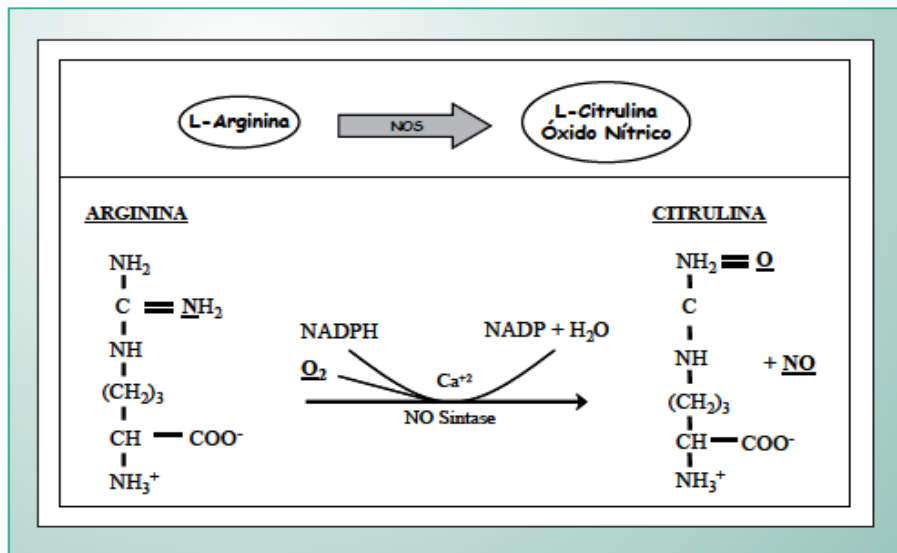 L-Arginina
NOS
L-Citrulina
Óxido Nítrico
ARGININA
NH₂
C = NH₂
NH
(CH₂)₃
CH — COO⁻
NH₃⁺
NADPH
O₂
NADP + H₂O
Ca⁺²
NO Sintase
CITRULINA
NH₂ = O
C
NH + NO
(CH₂)₃
CH — COO⁻
NH₃⁺